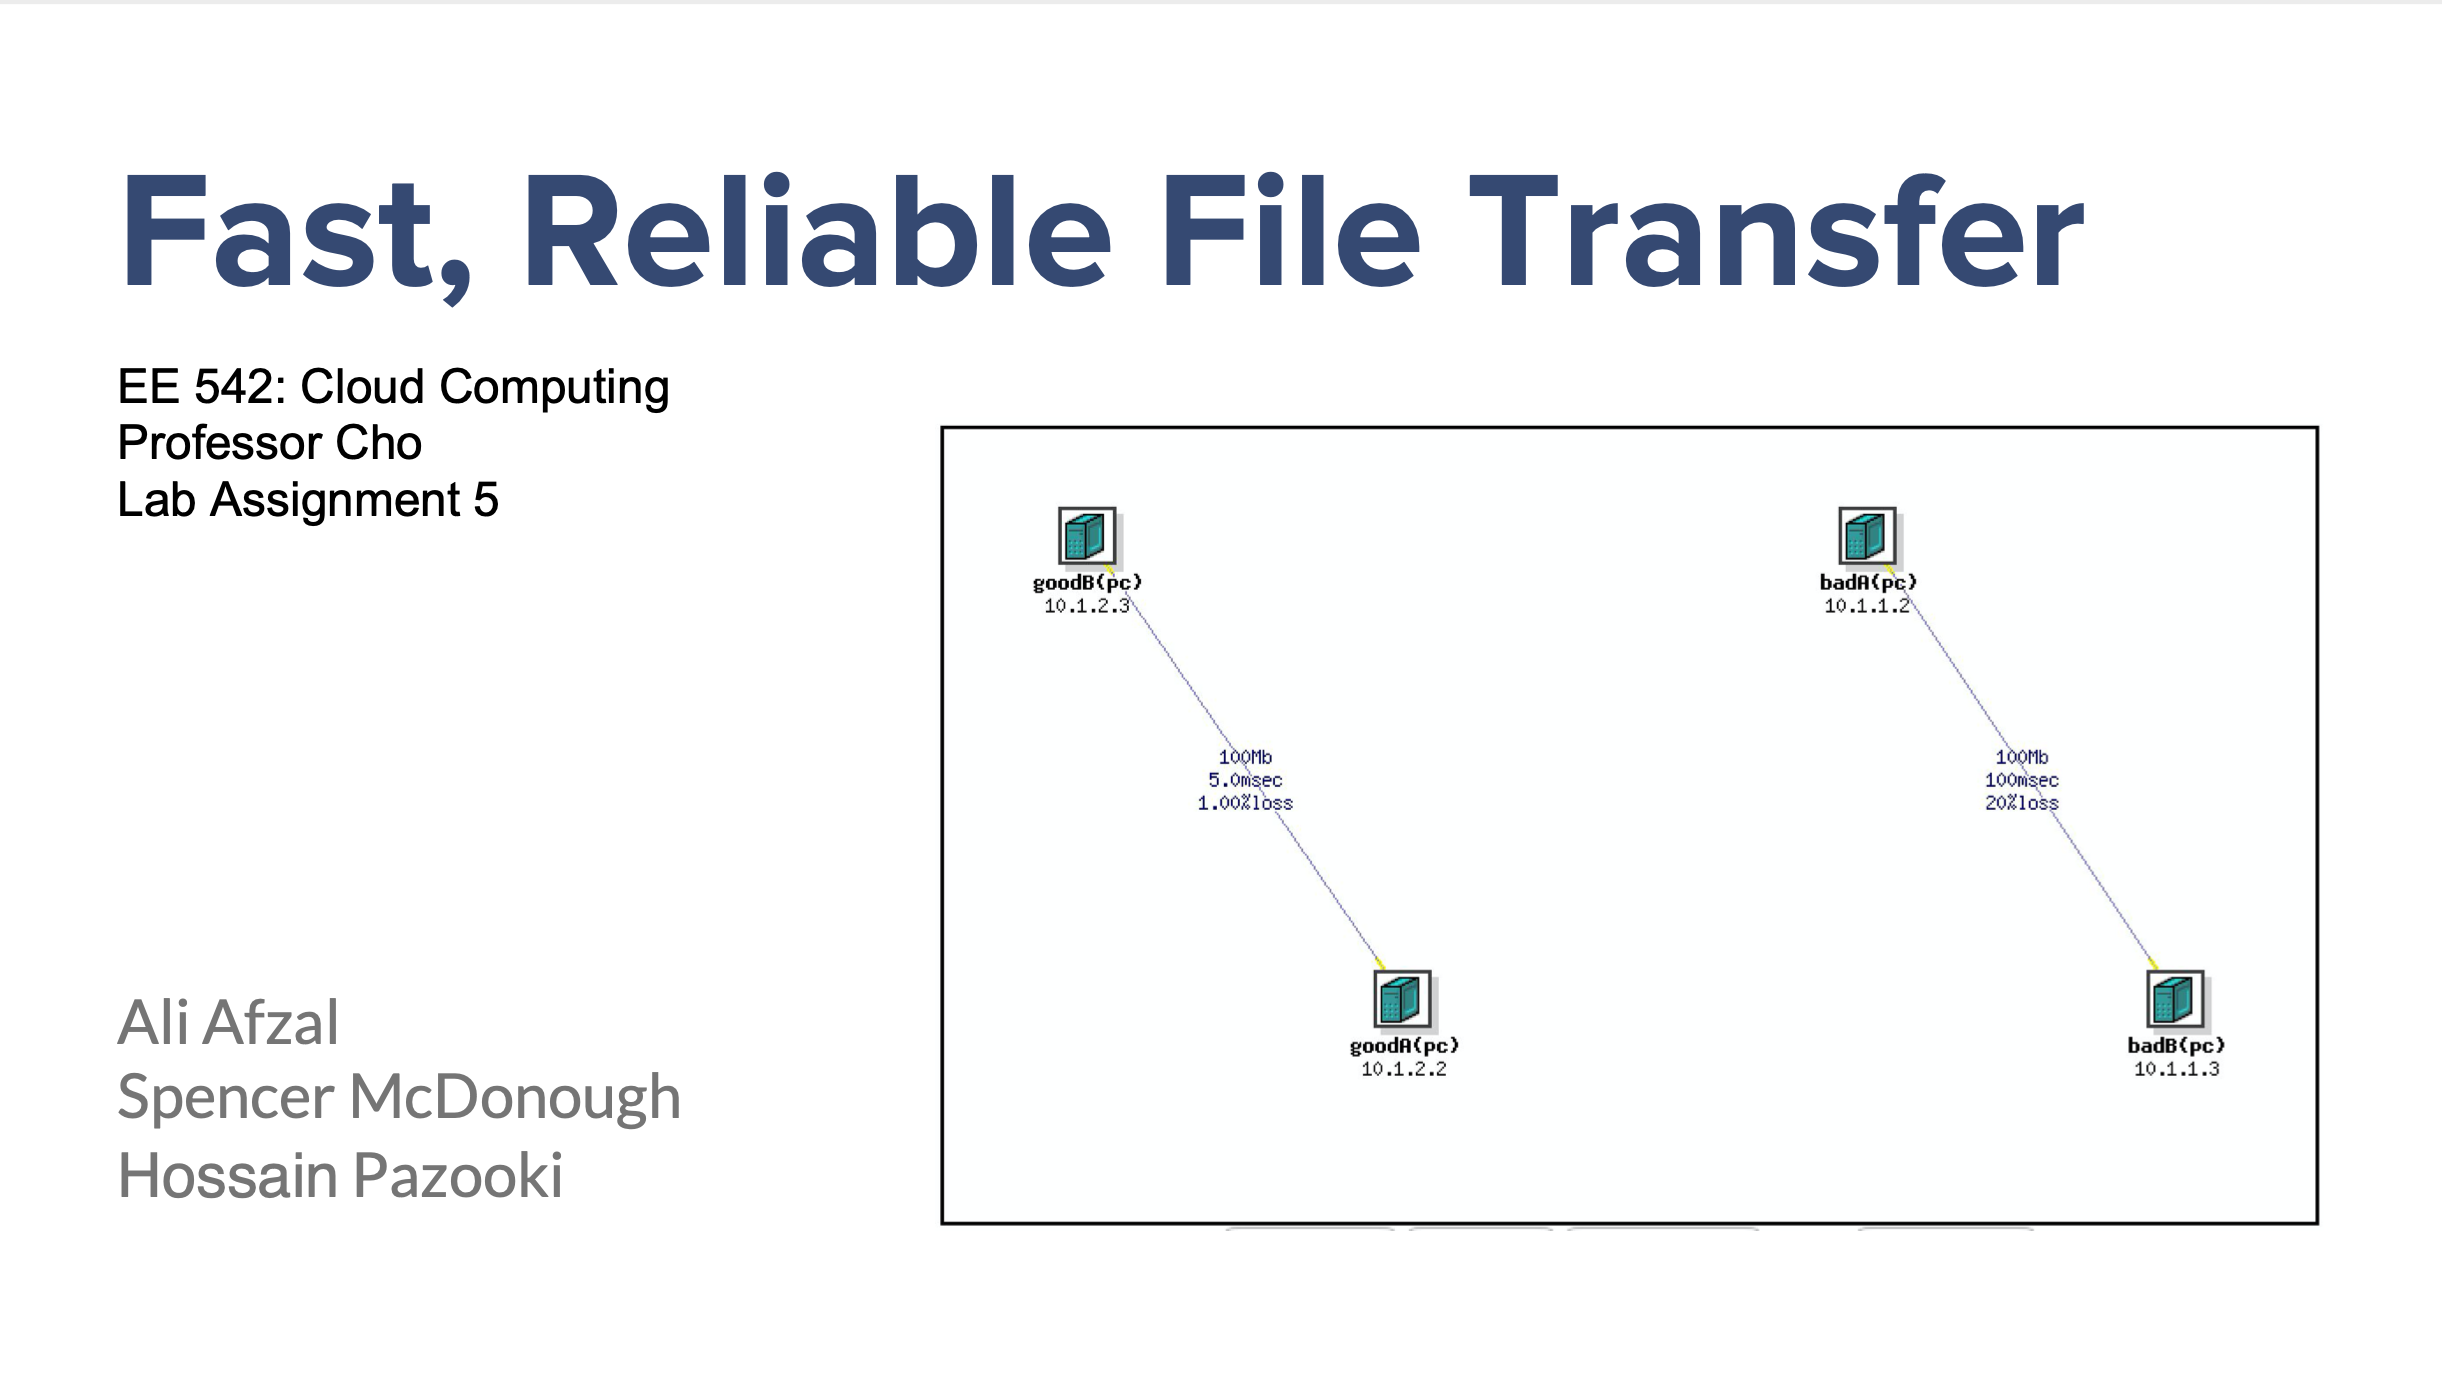 Fast, Reliable File Transfer
EE 542: Cloud Computing
Professor Cho
Lab Assignment 5
goodB(pc)
10.1.2.3
badA(pc)
10.1.1.2
100Mb
5.0msec
1.00%loss
100Mb
100msec
20%loss
goodA(pc)
10.1.2.2
badB(pc)
10.1.1.3
Ali Afzal
Spencer McDonough
Hossain Pazooki